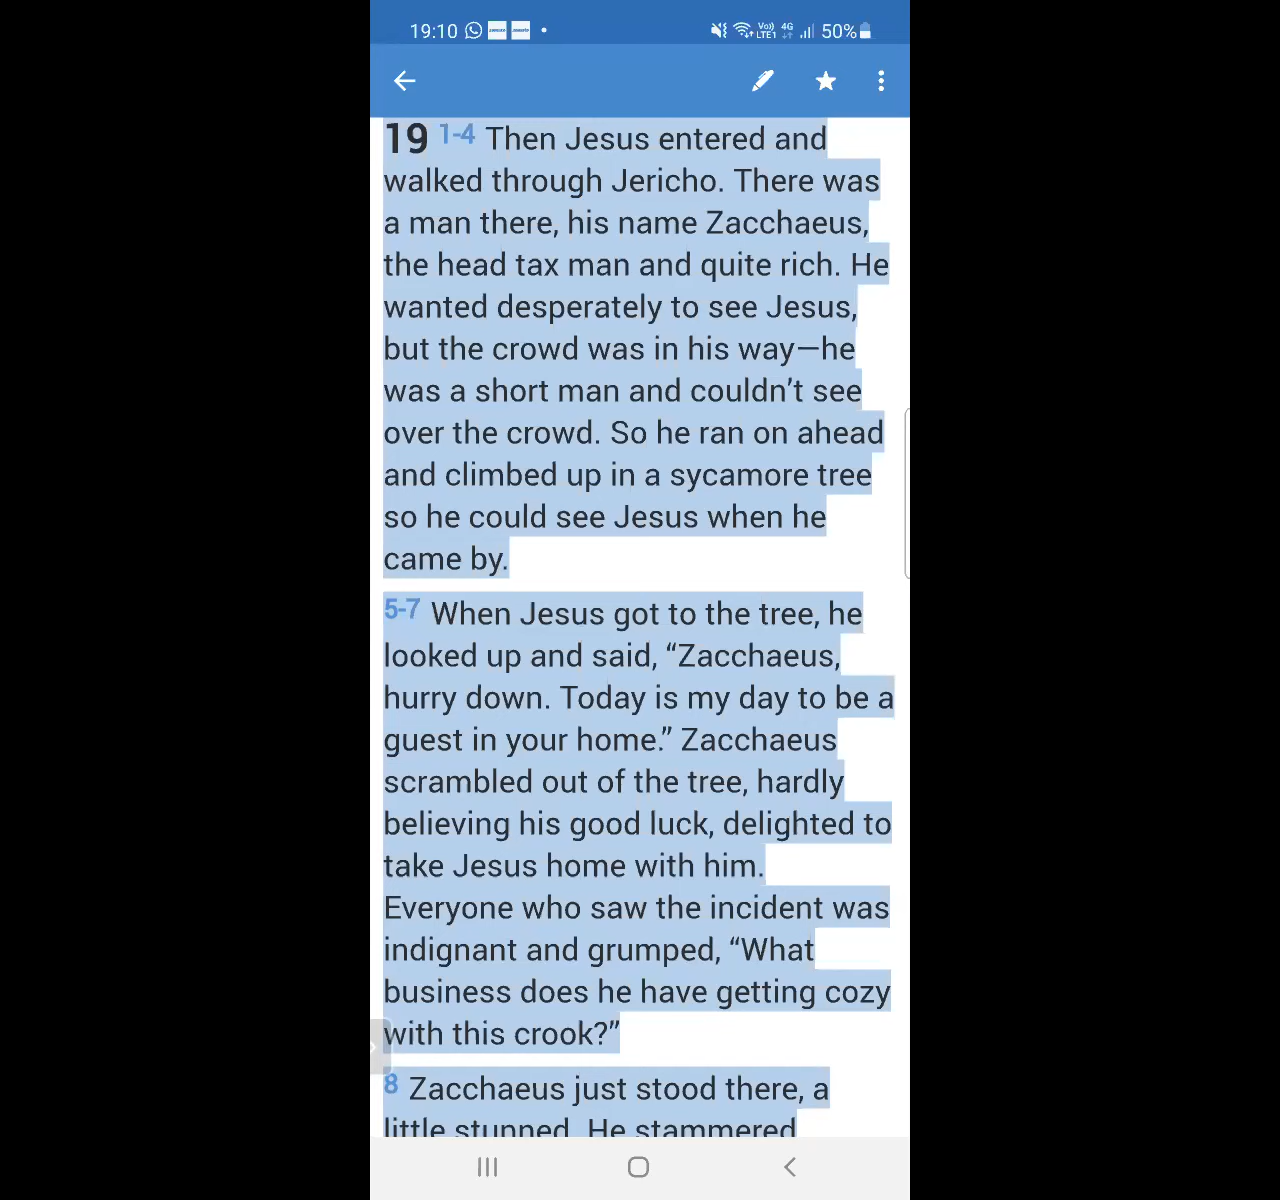 19:10
Vo))
LTE1
4G
50%
19 1-4 Then Jesus entered and
walked through Jericho. There was
a man there, his name Zacchaeus,
the head tax man and quite rich. He
wanted desperately to see Jesus,
but the crowd was in his way—he
was a short man and couldn’t see
over the crowd. So he ran on ahead
and climbed up in a sycamore tree
so he could see Jesus when he
came by.
5-7 When Jesus got to the tree, he
looked up and said, “Zacchaeus,
hurry down. Today is my day to be a
guest in your home.” Zacchaeus
scrambled out of the tree, hardly
believing his good luck, delighted to
take Jesus home with him.
Everyone who saw the incident was
indignant and grumped, “What
business does he have getting cozy
with this crook?”
8 Zacchaeus just stood there, a
little stunned. He stammered